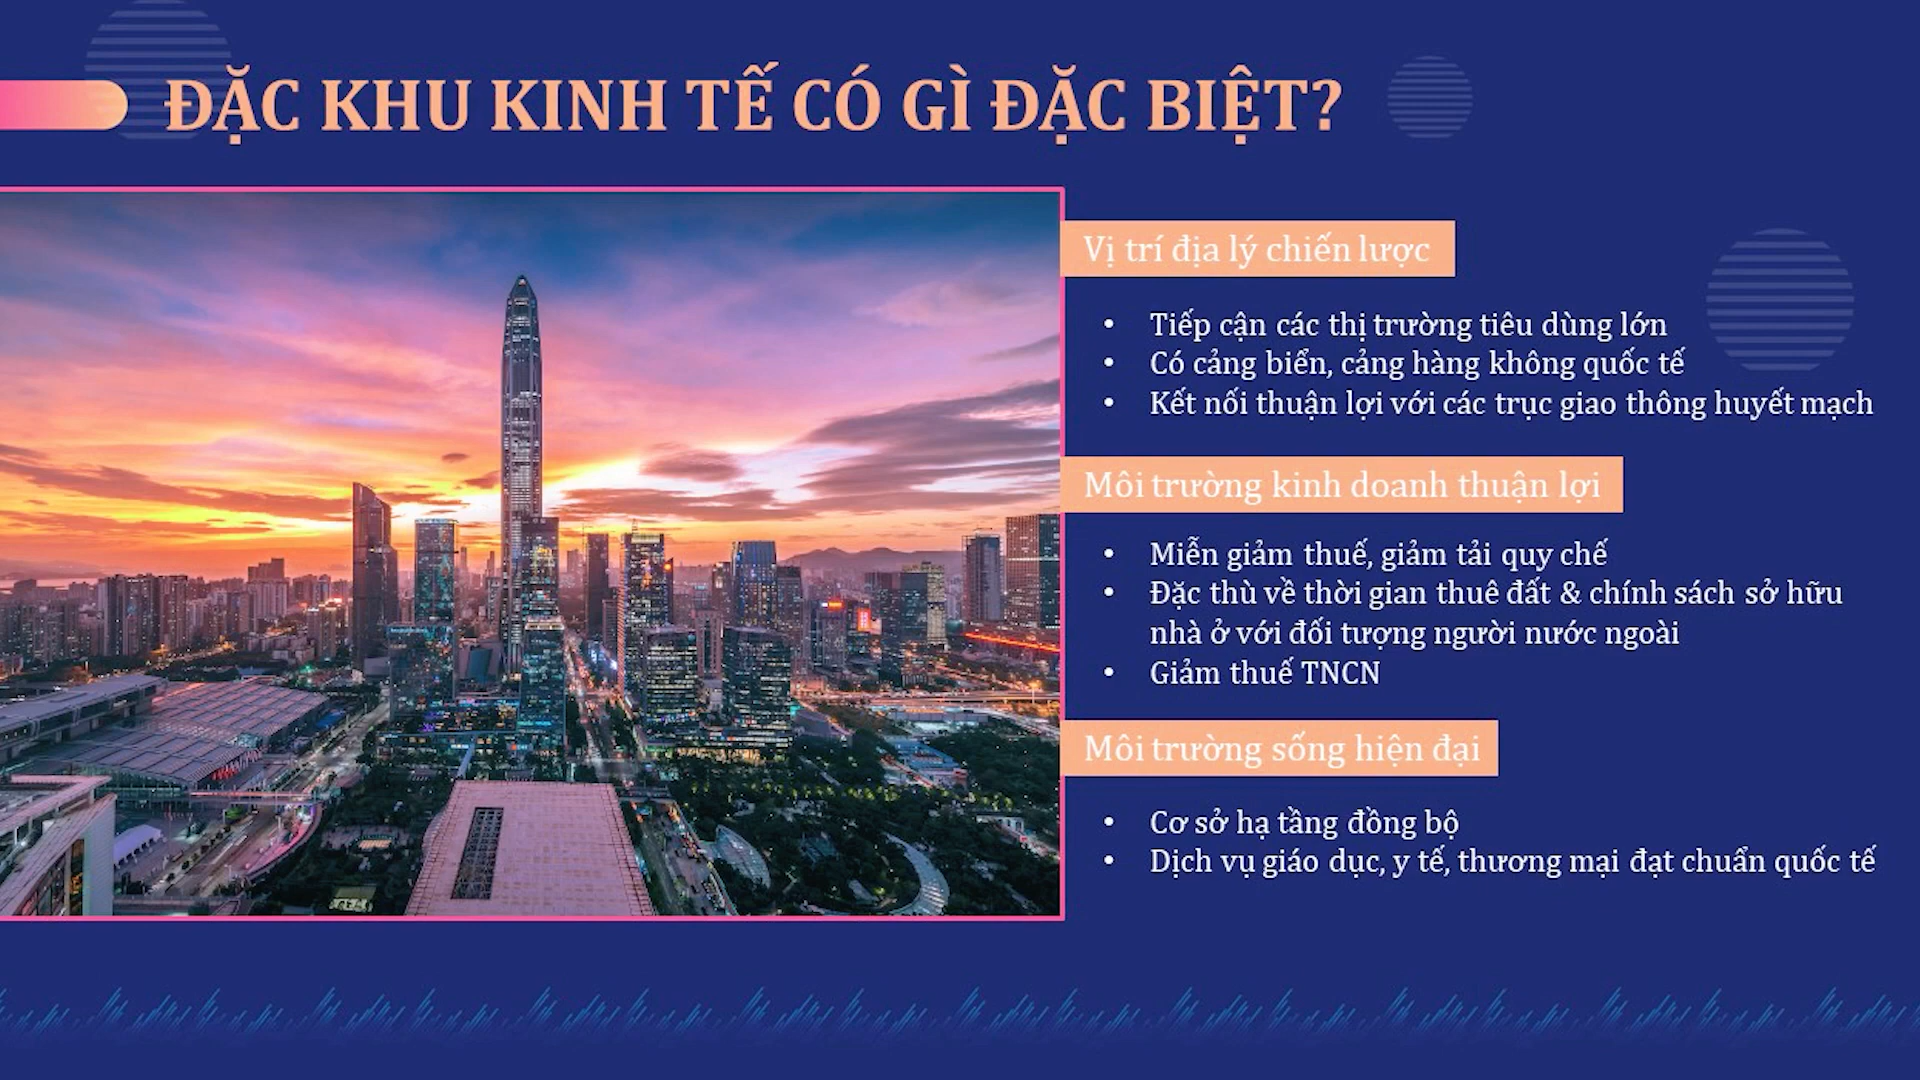 ĐẶC KHU KINH TẾ CÓ GÌ ĐẶC BIỆT?
Vị trí địa lý chiến lược
• Tiếp cận các thị trường tiêu dùng lớn
• Có cảng biển, cảng hàng không quốc tế
• Kết nối thuận lợi với các trục giao thông huyết mạch
Môi trường kinh doanh thuận lợi
• Miễn giảm thuế, giảm tải quy chế
• Đặc thù về thời gian thuê đất & chính sách sở hữu
nhà ở với đối tượng người nước ngoài
• Giảm thuế TNCN
Môi trường sống hiện đại
• Cơ sở hạ tầng đồng bộ
• Dịch vụ giáo dục, y tế, thương mại đạt chuẩn quốc tế